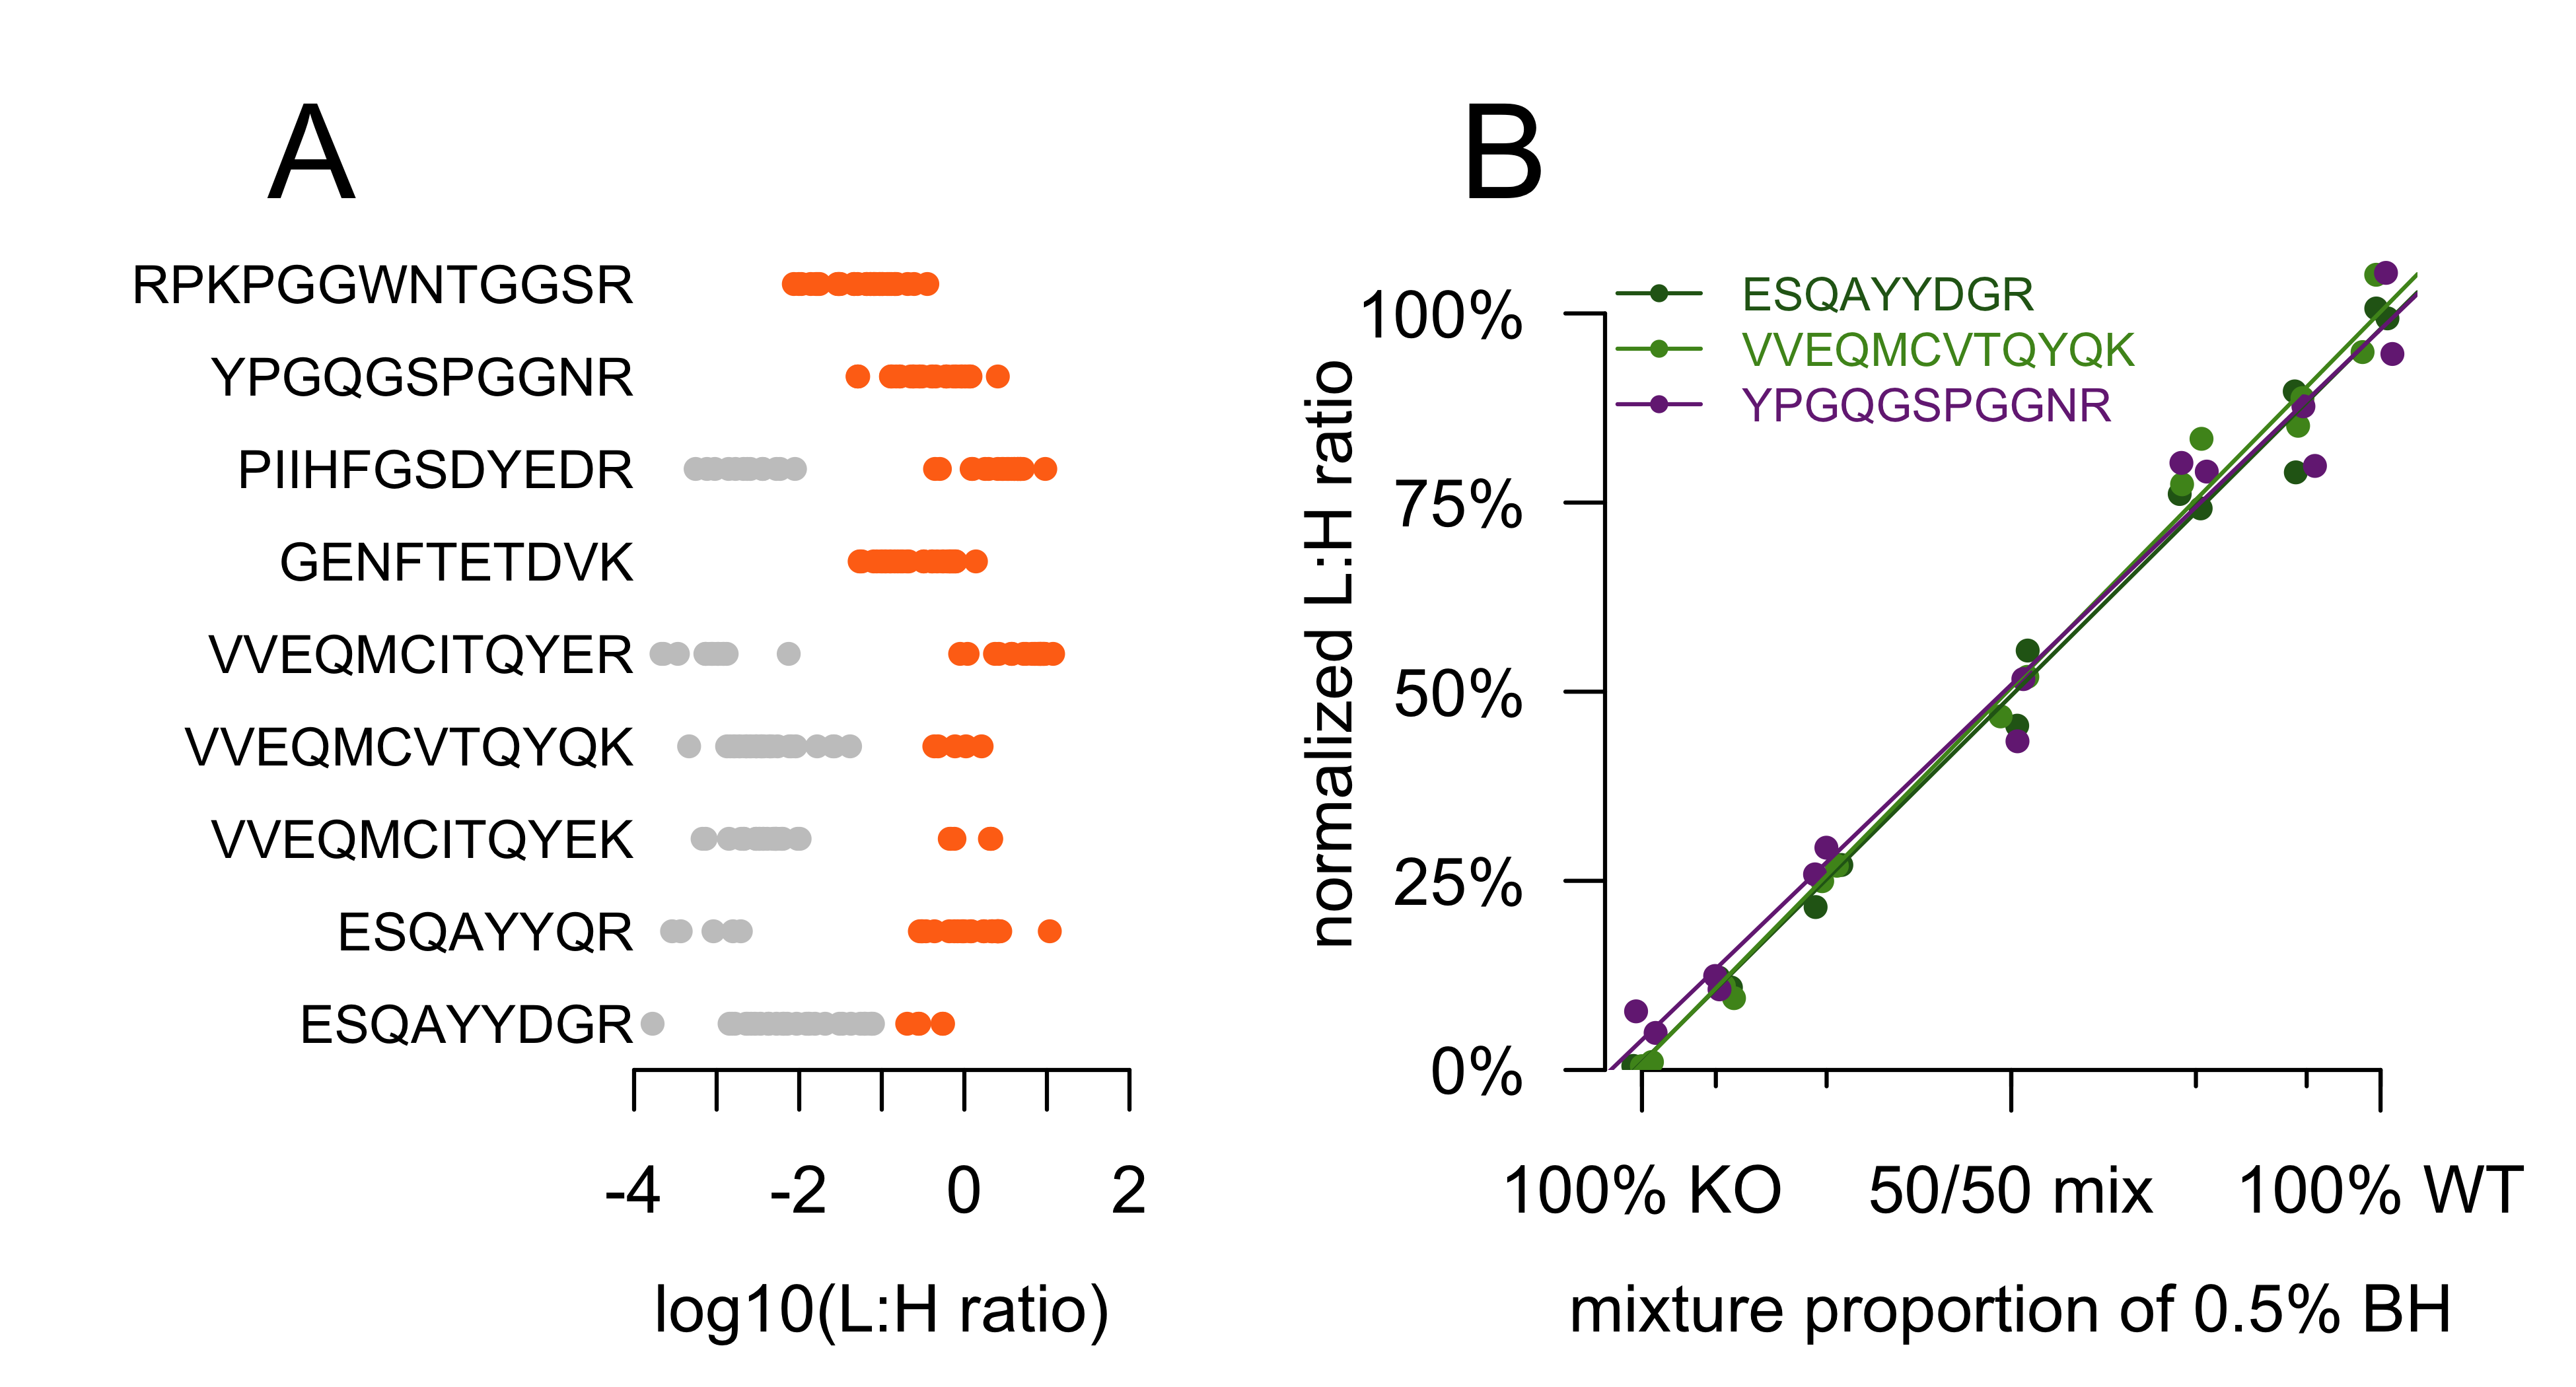 A
RPKPGGWNTGGSR
YPGQGSPGGNR
PIIHFGSDYEDR
GENFTETDVK
VVEQMCITQYER
VVEQMCVTQYQK
VVEQMCITQYEK
ESQAYYQR
ESQAYYDGR
-4 -2 0 2
log10(L:H ratio)
B
ESQAYYDGR
VVEQMCVTQYQK
YPGQGSPGGNR
normalized L:H ratio
100%
75%
50%
25%
0%
100% KO 50/50 mix 100% WT
mixture proportion of 0.5% BH